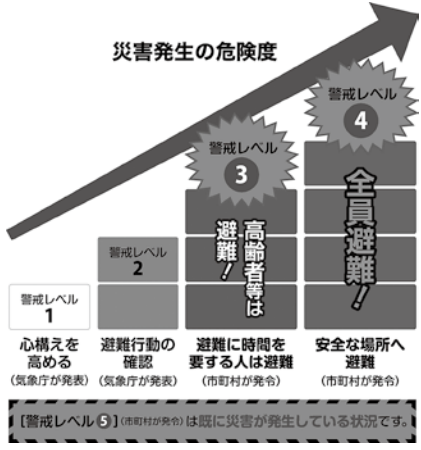 災害発生の危険度
警戒レベル
1
心構えを
高める
(気象庁が発表)
警戒レベル
2
避難行動の
確認
(気象庁が発表)
警戒レベル
3
高齢者等は
避難!
避難に時間を
要する人は避難
(市町村が発令)
警戒レベル
4
全員避難!
安全な場所へ
避難
(市町村が発令)
[警戒レベル5](市町村が発令)は既に災害が発生している状況です。